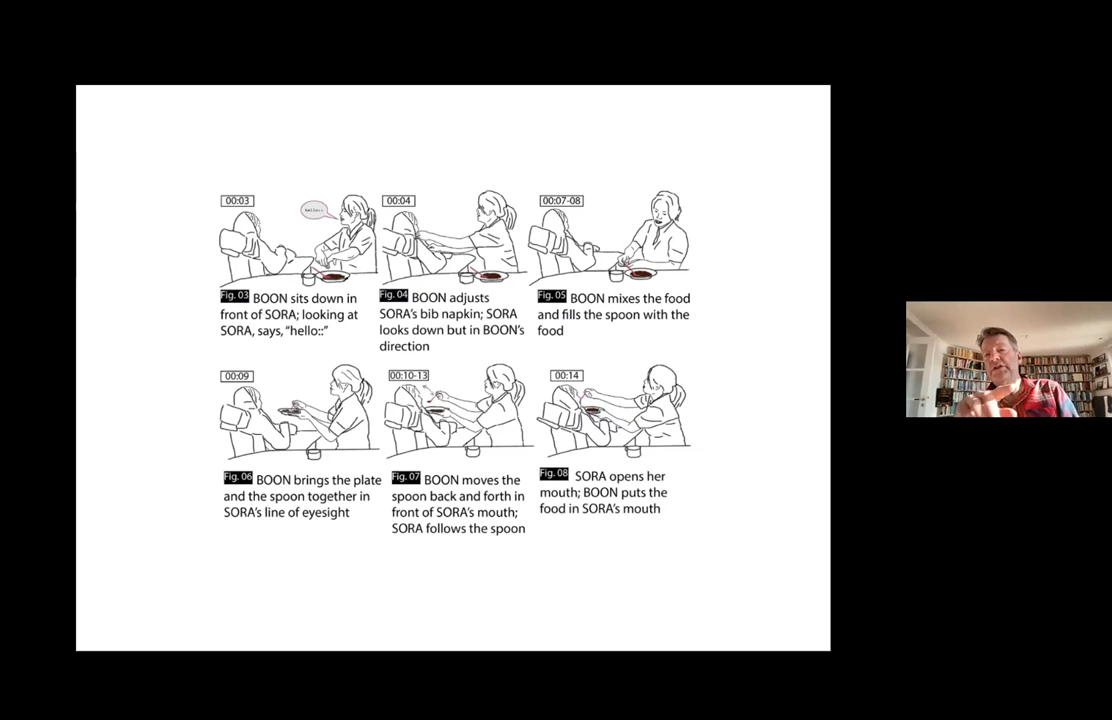 00:03
hello::
Fig. 03 BOON sits down in
front of SORA; looking at
SORA, says, “hello::”
00:04
Fig. 04 BOON adjusts
SORA’s bib napkin; SORA
looks down but in BOON’s
direction
00:07-08
Fig. 05 BOON mixes the food
and fills the spoon with the
food
00:09
Fig. 06 BOON brings the plate
and the spoon together in
SORA’s line of eyesight
00:10-13
Fig. 07 BOON moves the
spoon back and forth in
front of SORA’s mouth;
SORA follows the spoon
00:14
Fig. 08 SORA opens her
mouth; BOON puts the
food in SORA’s mouth